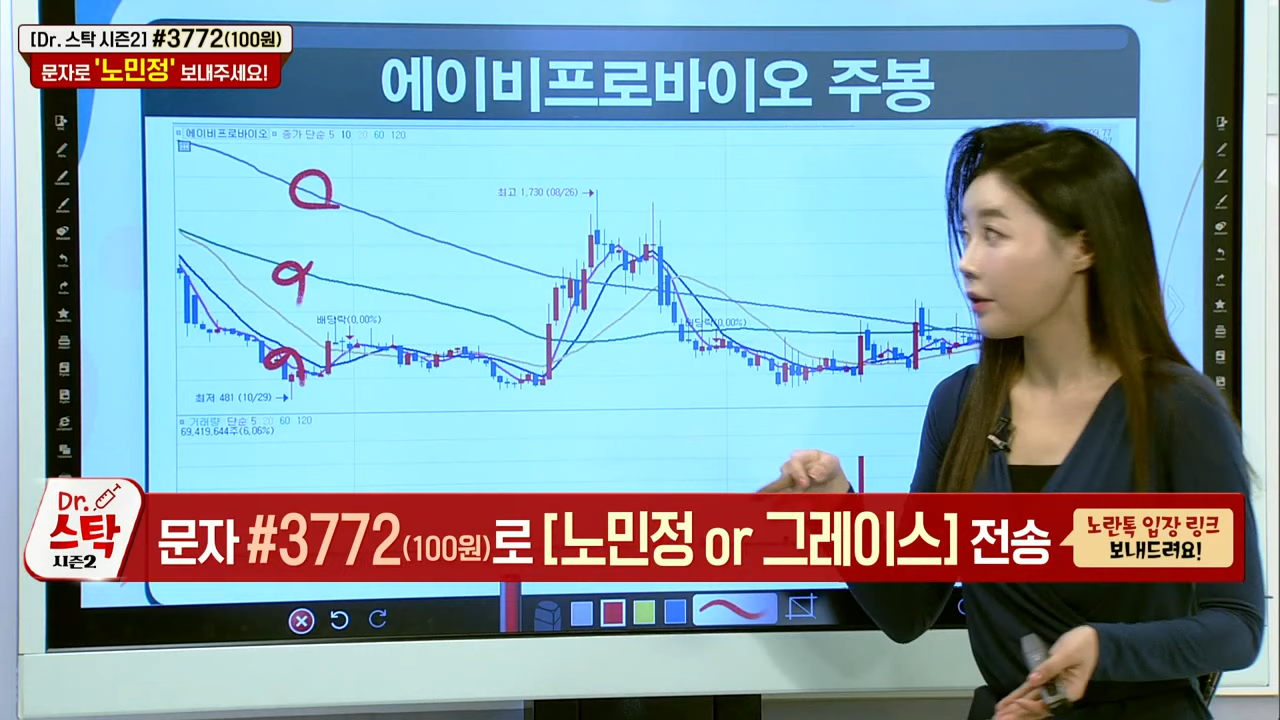 [Dr. 스탁 시즌2] #3772(100원)
문자로 '노민정' 보내주세요!
에이비프로바이오 주봉
에이비프로바이오 종가 단순 5 10 20 60 120
최고 1,730 (08/26)
배당락(0,00%)
배당락(0,00%)
최저 481 (10/29)
거래량 단순 5 20 60 120
69,419,644주(6,06%)
Dr.
스탁
시즌2
문자 #3772(100원)로 [노민정 or 그레이스] 전송
노란톡 입장 링크
보내드려요!